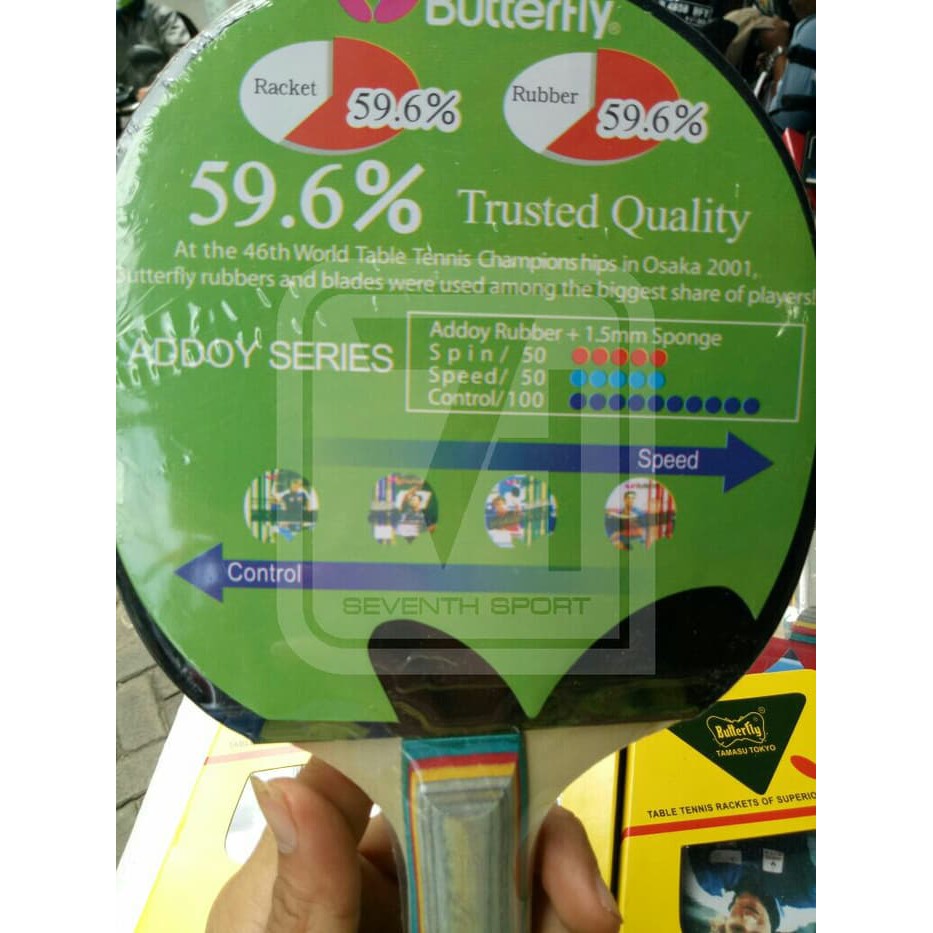 Butterfly®
Racket
59.6%
Rubber
59.6%
59.6% Trusted Quality
At the 46th World Table Tennis Championships in Osaka 2001,
Butterfly rubbers and blades were used among the biggest share of players!
ADDOY SERIES
Addoy Rubber + 1.5mm Sponge
Spin/ 50
Speed/ 50
Control/100
Speed
Control
SEVENTH SPORT
Butterfly
TAMASU TOKYO
TABLE TENNIS RACKETS OF